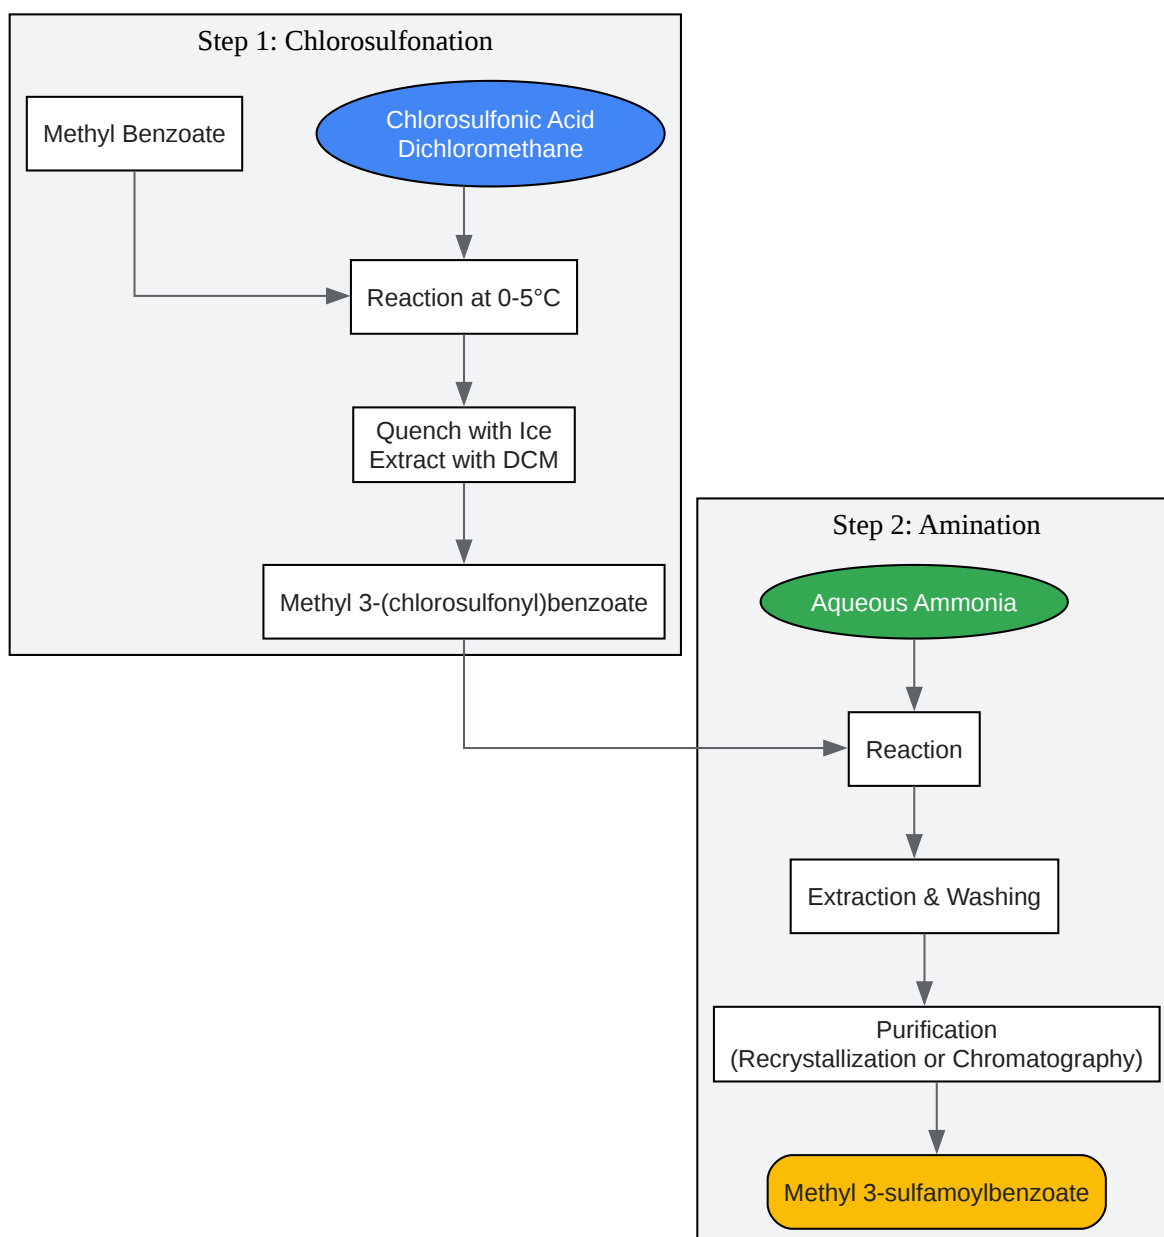 Step 1: Chlorosulfonation
Methyl Benzoate
Chlorosulfonic Acid
Dichloromethane
Reaction at 0-5°C
Quench with Ice
Extract with DCM
Methyl 3-(chlorosulfonyl)benzoate
Step 2: Amination
Aqueous Ammonia
Reaction
Extraction & Washing
Purification
(Recrystallization or Chromatography)
Methyl 3-sulfamoylbenzoate